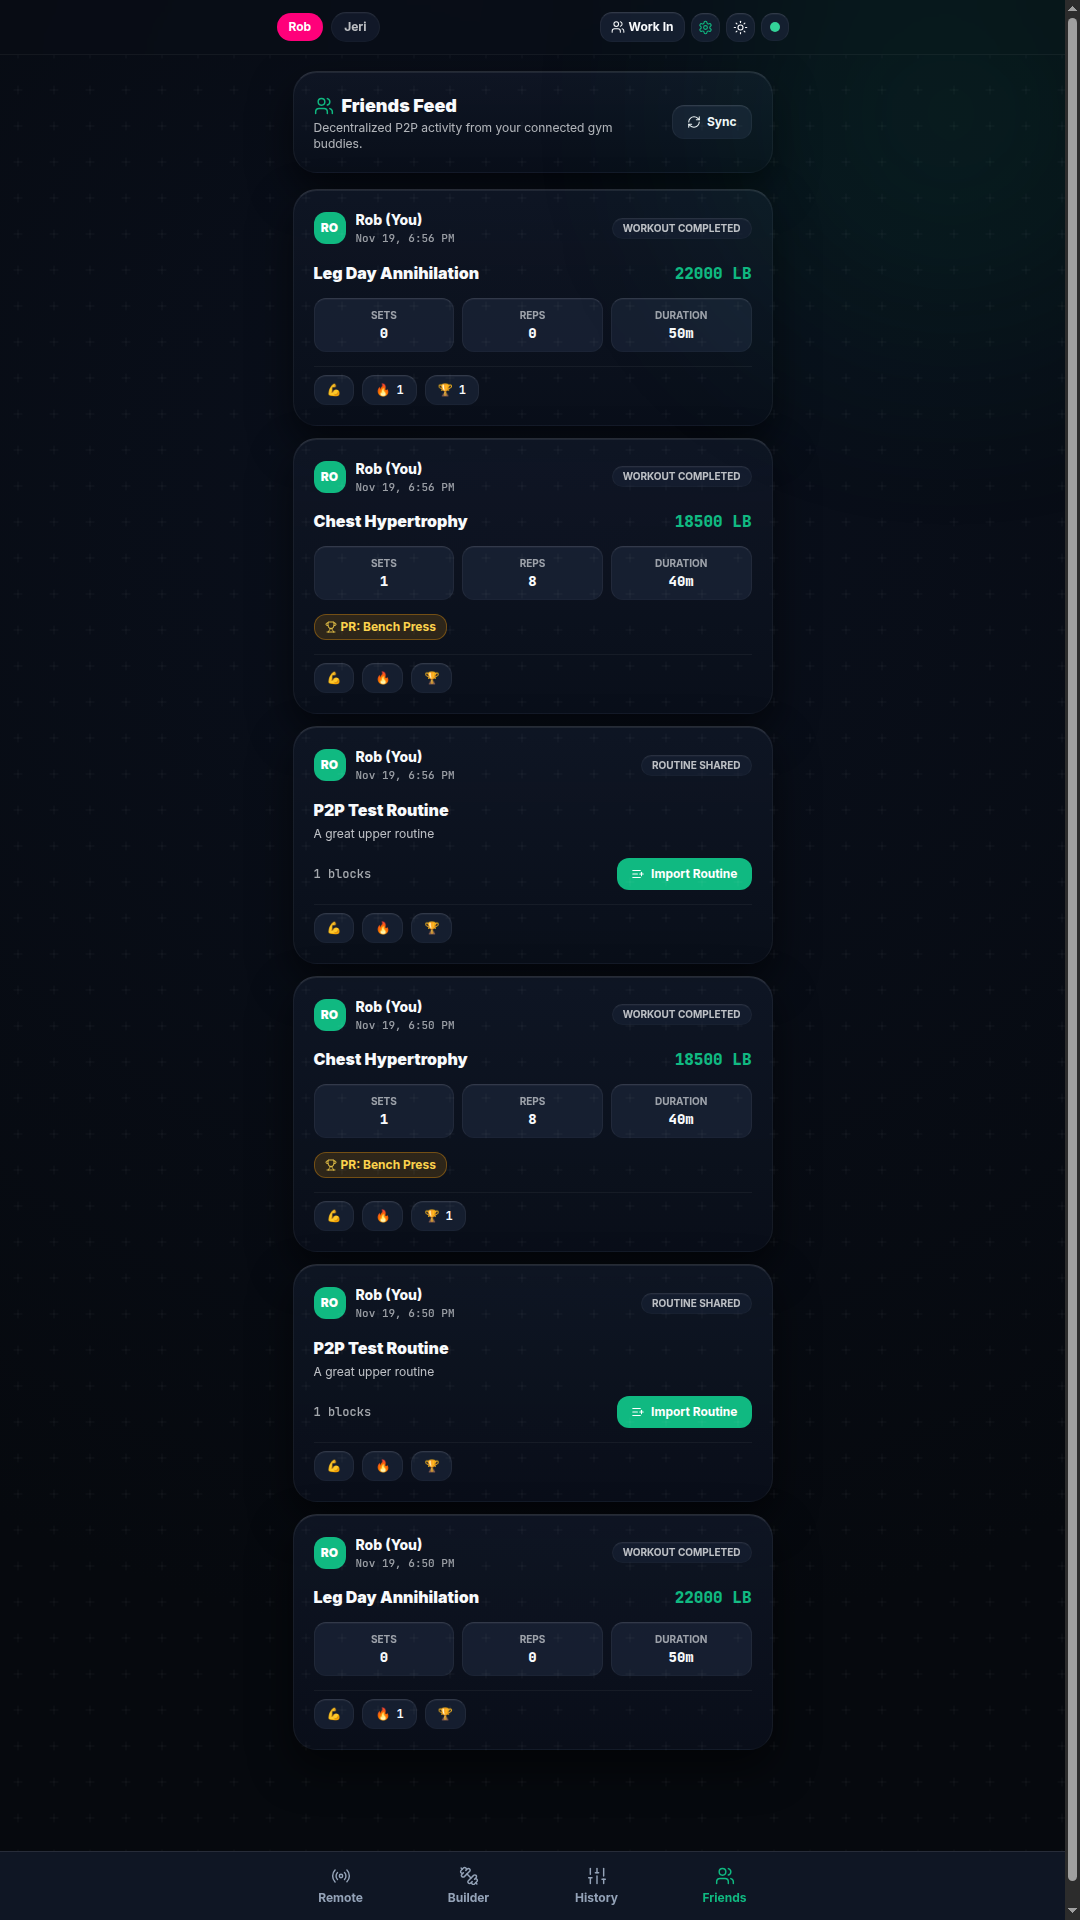 Rob
Jeri
Work In
Friends Feed
Decentralized P2P activity from your connected gym
buddies.
Sync
RO
Rob (You)
Nov 19, 6:56 PM
WORKOUT COMPLETED
Leg Day Annihilation
22000 LB
SETS
0
REPS
0
DURATION
50m
1
1
RO
Rob (You)
Nov 19, 6:56 PM
WORKOUT COMPLETED
Chest Hypertrophy
18500 LB
SETS
1
REPS
8
DURATION
40m
PR: Bench Press
RO
Rob (You)
Nov 19, 6:56 PM
ROUTINE SHARED
P2P Test Routine
A great upper routine
1 blocks
Import Routine
RO
Rob (You)
Nov 19, 6:50 PM
WORKOUT COMPLETED
Chest Hypertrophy
18500 LB
SETS
1
REPS
8
DURATION
40m
PR: Bench Press
1
RO
Rob (You)
Nov 19, 6:50 PM
ROUTINE SHARED
P2P Test Routine
A great upper routine
1 blocks
Import Routine
RO
Rob (You)
Nov 19, 6:50 PM
WORKOUT COMPLETED
Leg Day Annihilation
22000 LB
SETS
0
REPS
0
DURATION
50m
1
Remote
Builder
History
Friends